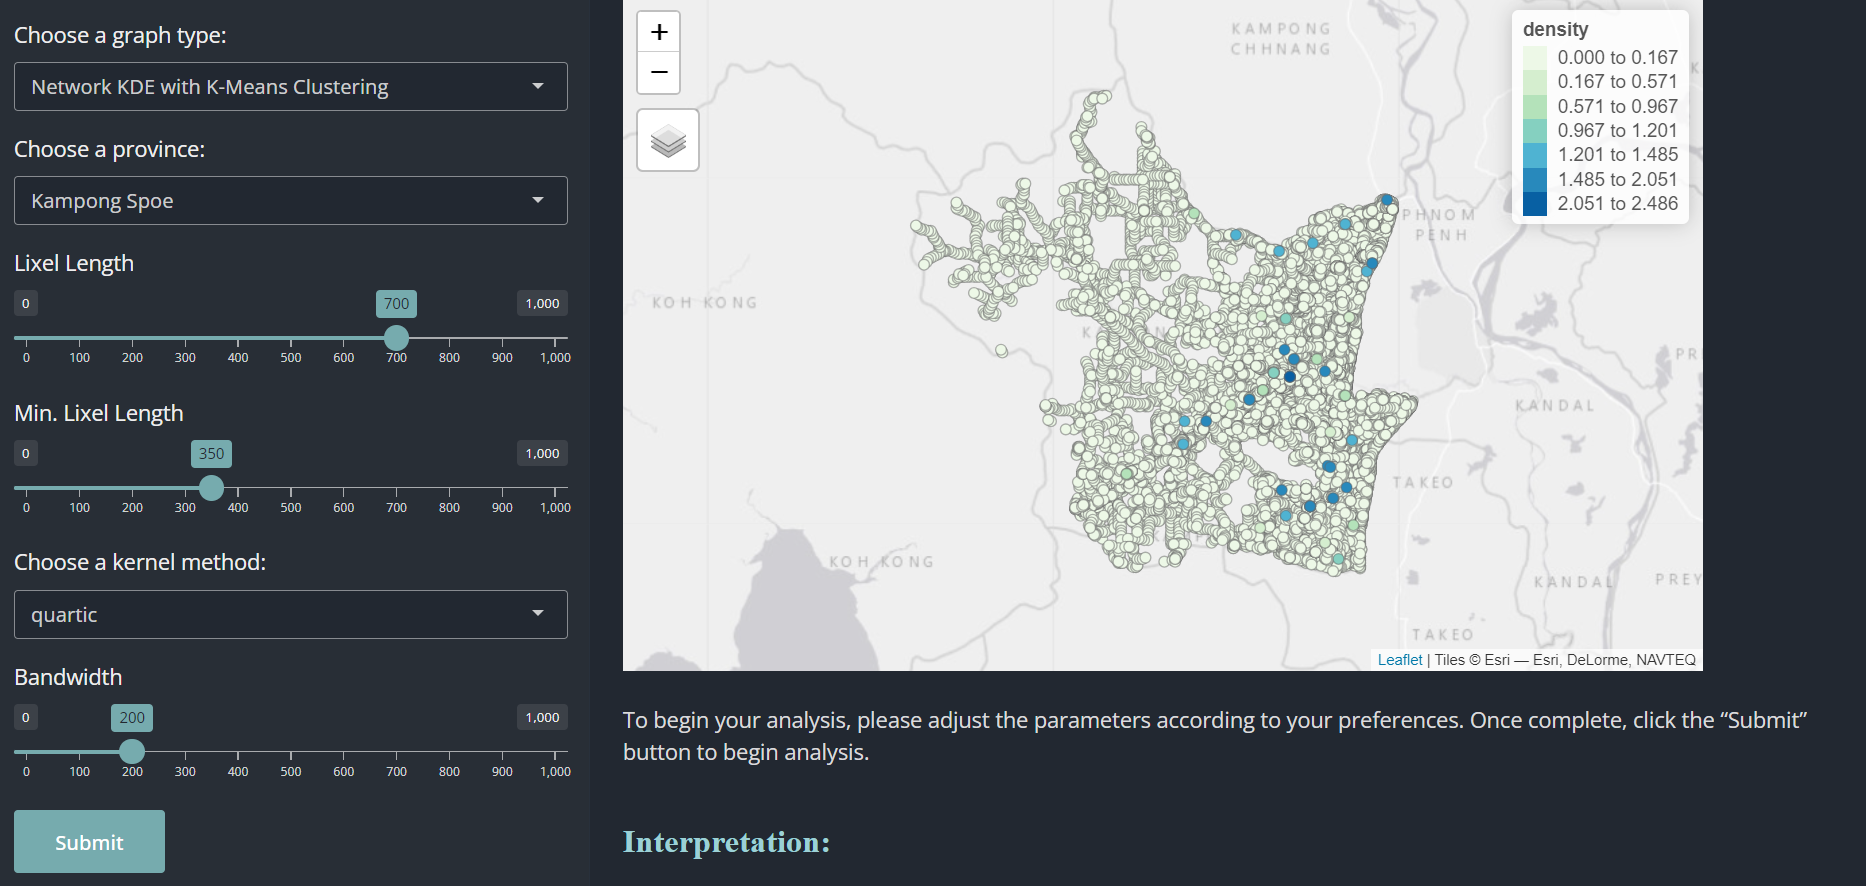 Choose a graph type:
Network KDE with K-Means Clustering
Choose a province:
Kampong Spoe
Lixel Length
0 700 1,000
0 100 200 300 400 500 600 700 800 900 1,000
Min. Lixel Length
0 350 1,000
0 100 200 300 400 500 600 700 800 900 1,000
Choose a kernel method:
quartic
Bandwidth
0 200 1,000
0 100 200 300 400 500 600 700 800 900 1,000
Submit
+
−
KAMPONG
CHHNANG
density
0.000 to 0.167
0.167 to 0.571
0.571 to 0.967
0.967 to 1.201
1.201 to 1.485
1.485 to 2.051
2.051 to 2.486
PHNOM
PENH
KOH KONG
KANDAL
TAKEO
KOH KONG
KANDAL
PREY
TAKEO
Leaflet | Tiles © Esri — Esri, DeLorme, NAVTEQ
To begin your analysis, please adjust the parameters according to your preferences. Once complete, click the “Submit”
button to begin analysis.
Interpretation: